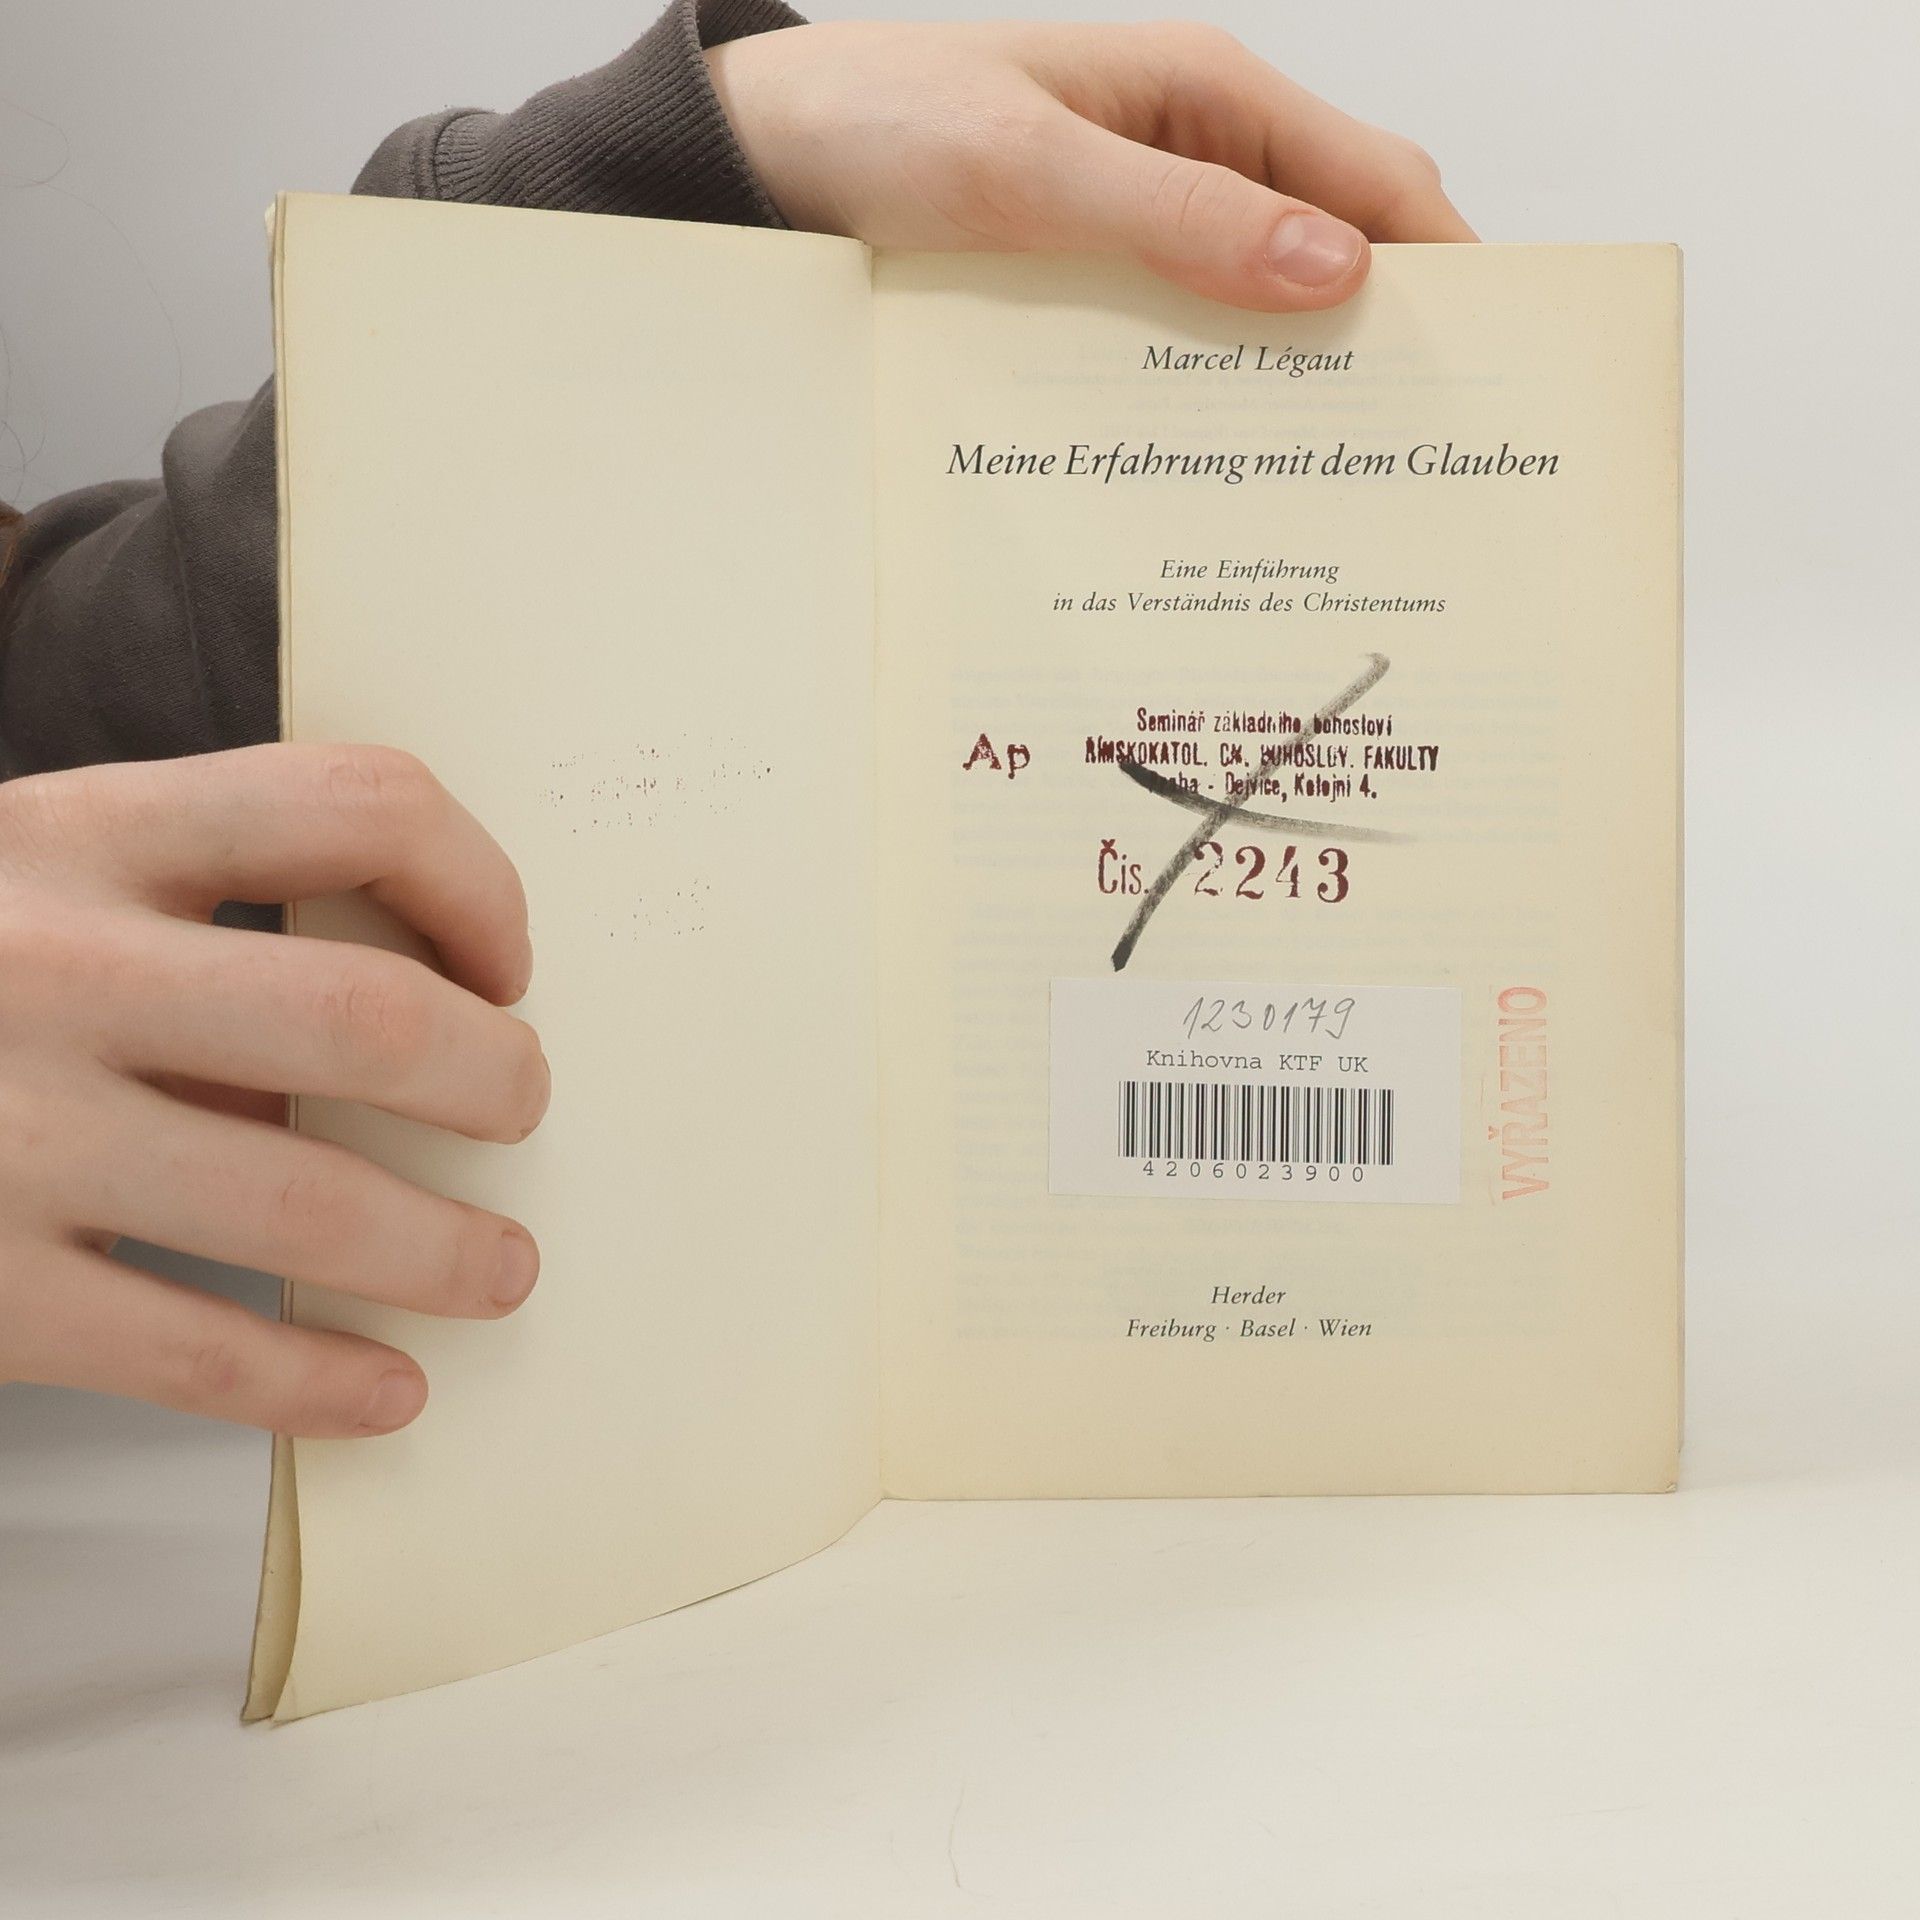 Marcel Légaut
Meine Erfahrung mit dem Glauben
Eine Einführung
in das Verständnis des Christentums
Ap
Seminář základního bohosloví
ŘÍMSKOKATOL. CM. BOHOSLOV. FAKULTY
Praha - Dejvice, Kolejní 4.
Čís. 2243
1230179
Knihovna KTF UK
4206023900
VYŘAZENO
Herder
Freiburg · Basel · Wien